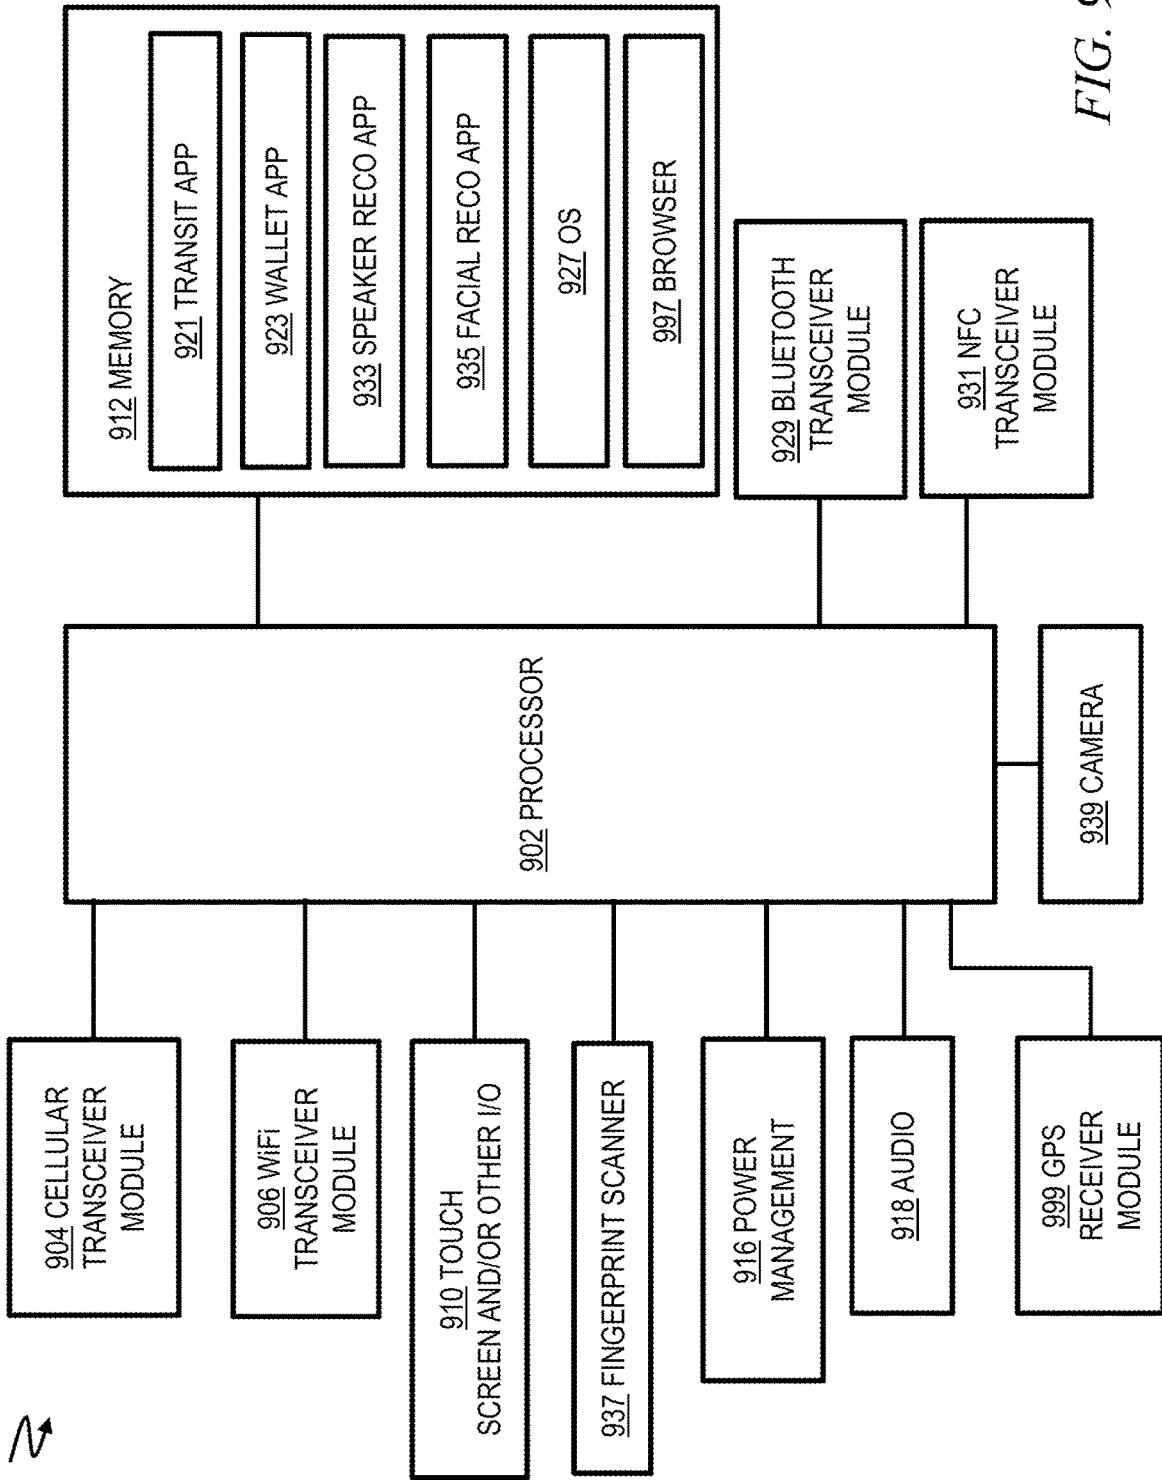 904 CELLULAR
TRANSCEIVER
MODULE
906 WiFi
TRANSCEIVER
MODULE
910 TOUCH
SCREEN AND/OR OTHER I/O
937 FINGERPRINT SCANNER
916 POWER
MANAGEMENT
918 AUDIO
999 GPS
RECEIVER
MODULE
902 PROCESSOR
939 CAMERA
912 MEMORY
921 TRANSIT APP
923 WALLET APP
933 SPEAKER RECO APP
935 FACIAL RECO APP
927 OS
997 BROWSER
929 BLUETOOTH
TRANSCEIVER
MODULE
931 NFC
TRANSCEIVER
MODULE
FIG. 9